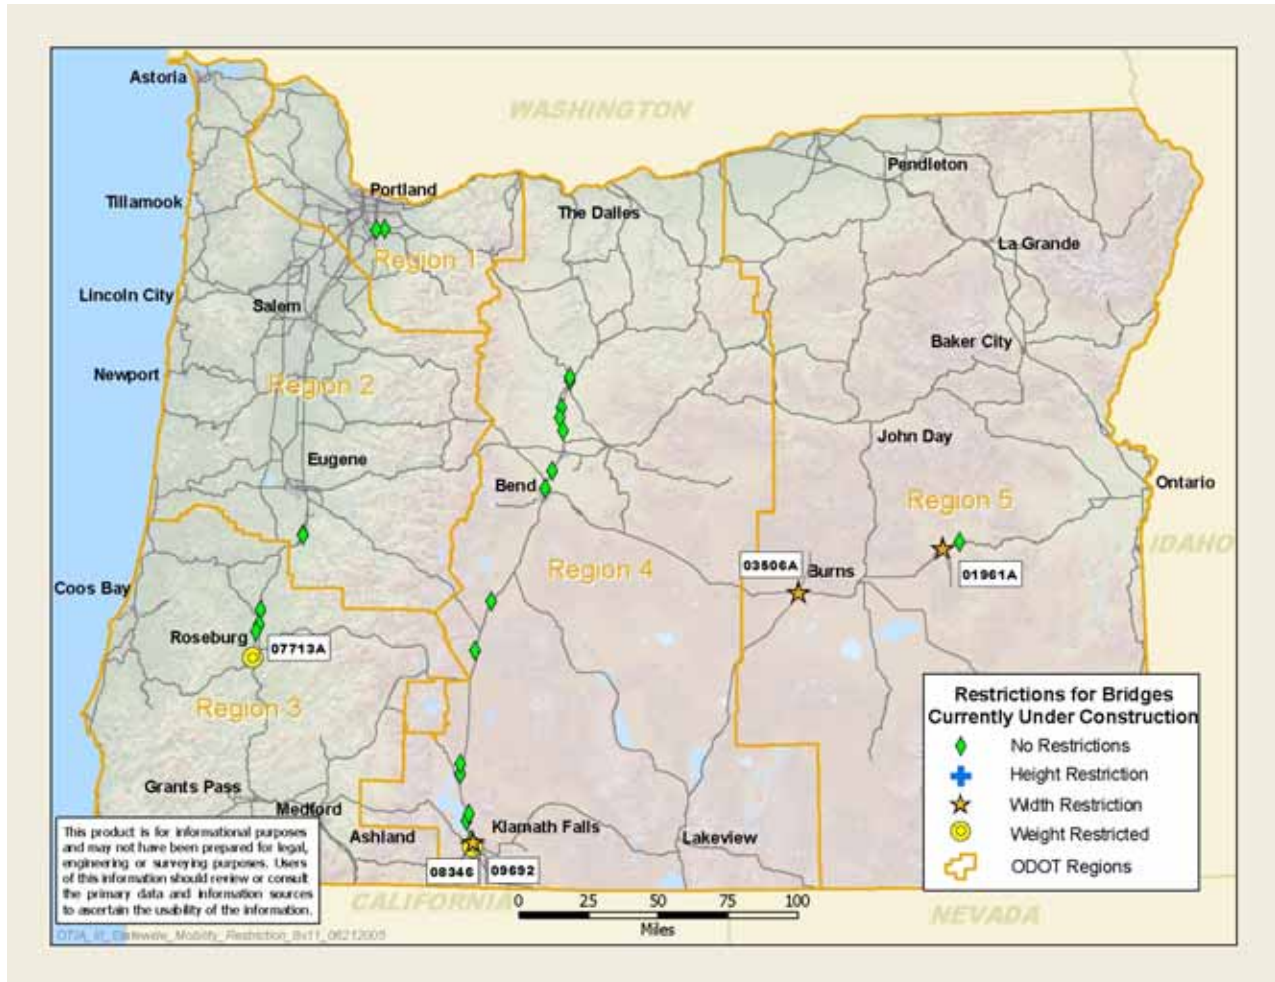 Astoria
WASHINGTON
Pendleton
Portland
Tillamook
The Dalles
La Grande
Region 1
Lincoln City
Salem
Baker City
Newport
Region 2
John Day
Eugene
Bend
Ontario
Region 5
IDAHO
Region 4
03506A
Burns
01961A
Coos Bay
Roseburg
07713A
Region 3
Restrictions for Bridges
Currently Under Construction
No Restrictions
Height Restriction
Width Restriction
Weight Restricted
ODOT Regions
Grants Pass
Medford
Ashland
Klamath Falls
Lakeview
08346
09692
This product is for informational purposes
and may not have been prepared for legal,
engineering or surveying purposes. Users
of this information should review or consult
the primary data and information sources
to ascertain the usability of the information.
CALIFORNIA
NEVADA
0 25 50 75 100
Miles